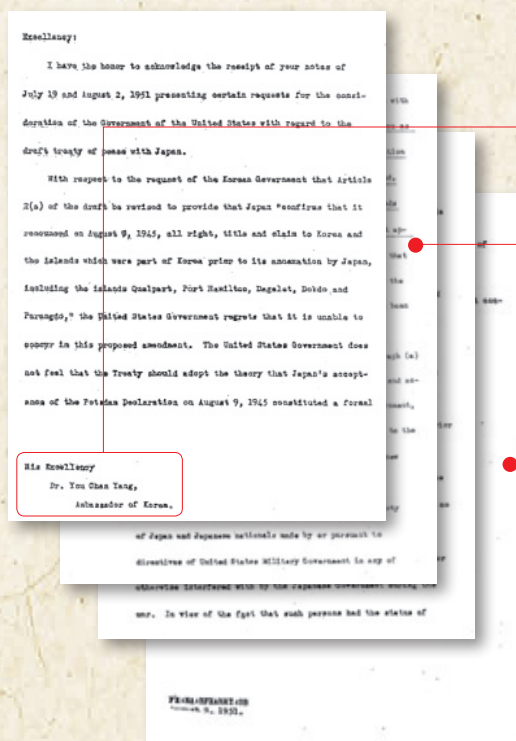 Excellency:
I have the honor to acknowledge the receipt of your notes of
July 19 and August 2, 1951 presenting certain requests for the consi-
deration of the Government of the United States with regard to the
draft treaty of peace with Japan.
With respect to the request of the Korean Government that Article
2(a) of the draft be revised to provide that Japan "confirms that it
renounced on August 9, 1945, all right, title and claim to Korea and
the islands which were part of Korea prior to its annexation by Japan,
including the islands Quelpart, Port Hamilton, Dagelet, Dokdo and
Parangdo," the United States Government regrets that it is unable to
concur in this proposed amendment. The United States Government does
not feel that the Treaty should adopt the theory that Japan's accept-
ance of the Potsdam Declaration on August 9, 1945 constituted a formal
His Excellency
Dr. You Chan Yang,
Ambassador of Korea.
with
that
the
been
and
to the
of
of Japan and Japanese nationals made by or pursuant to
directives of United States Military Government in any of
otherwise interfered with by the Japanese Government during the
war. In view of the fact that such persons had the status of
1951.